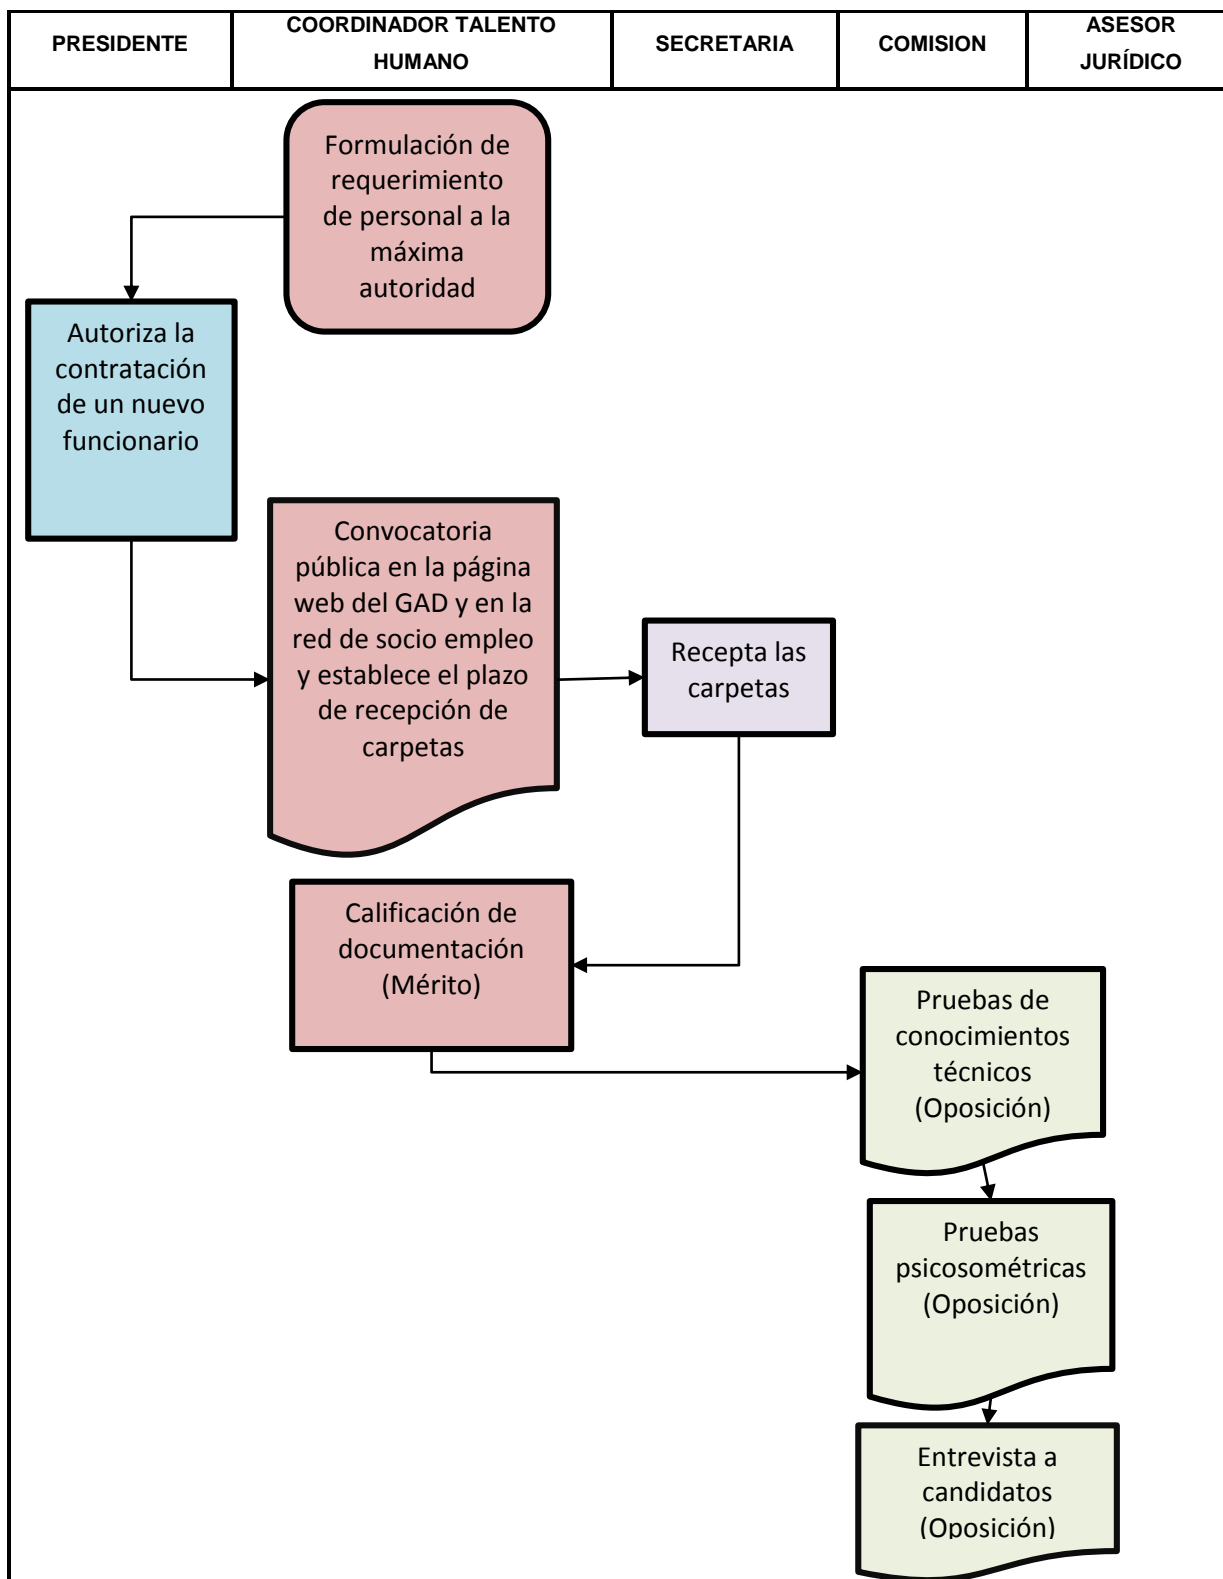 PRESIDENTE
COORDINADOR TALENTO
HUMANO
SECRETARIA
COMISION
ASESOR
JURÍDICO
Formulación de
requerimiento
de personal a la
máxima
autoridad
Autoriza la
contratación
de un nuevo
funcionario
Convocatoria
pública en la página
web del GAD y en la
red de socio empleo
y establece el plazo
de recepción de
carpetas
Recepta las
carpetas
Calificación de
documentación
(Mérito)
Pruebas de
conocimientos
técnicos
(Oposición)
Pruebas
psicosométricas
(Oposición)
Entrevista a
candidatos
(Oposición)